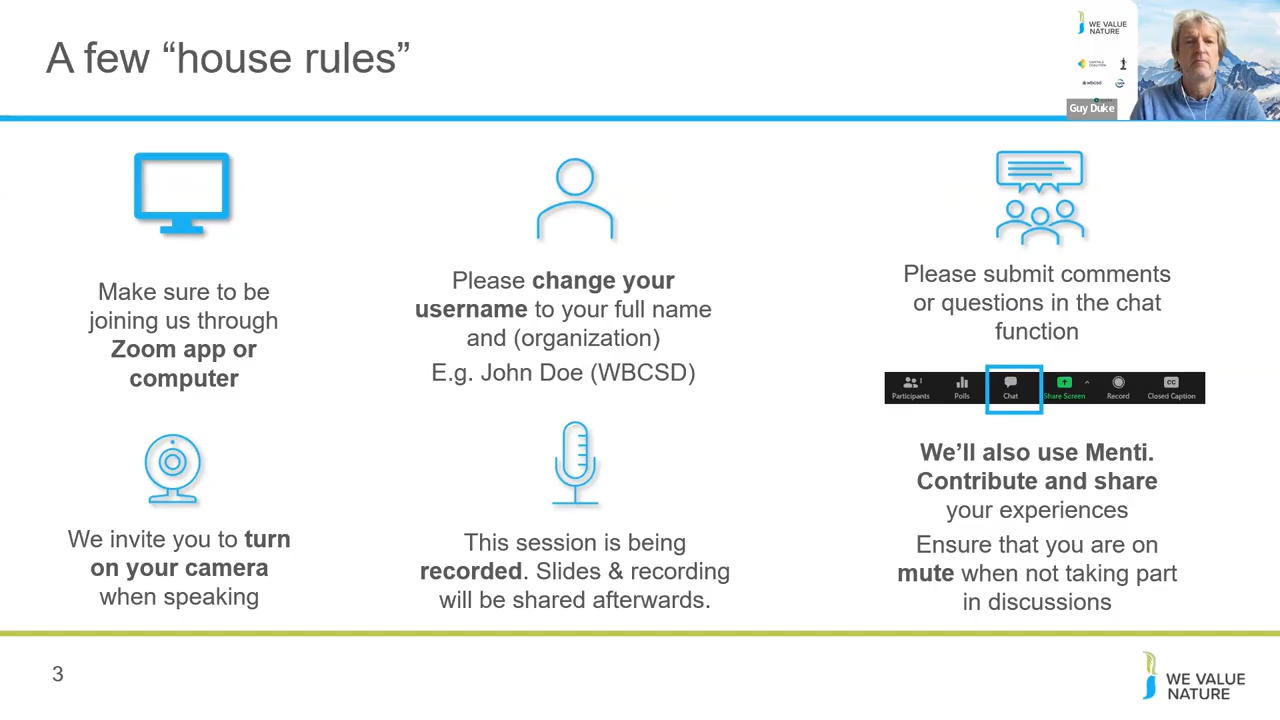 A few “house rules”
WE VALUE
NATURE
wbcsd
Guy Duke
Make sure to be
joining us through
Zoom app or
computer
Please change your
username to your full name
and (organization)
E.g. John Doe (WBCSD)
Please submit comments
or questions in the chat
function
Participants
Polls
Chat
Share Screen
Record
CC
Closed Caption
We invite you to turn
on your camera
when speaking
This session is being
recorded. Slides & recording
will be shared afterwards.
We’ll also use Menti.
Contribute and share
your experiences
Ensure that you are on
mute when not taking part
in discussions
3
WE VALUE
NATURE